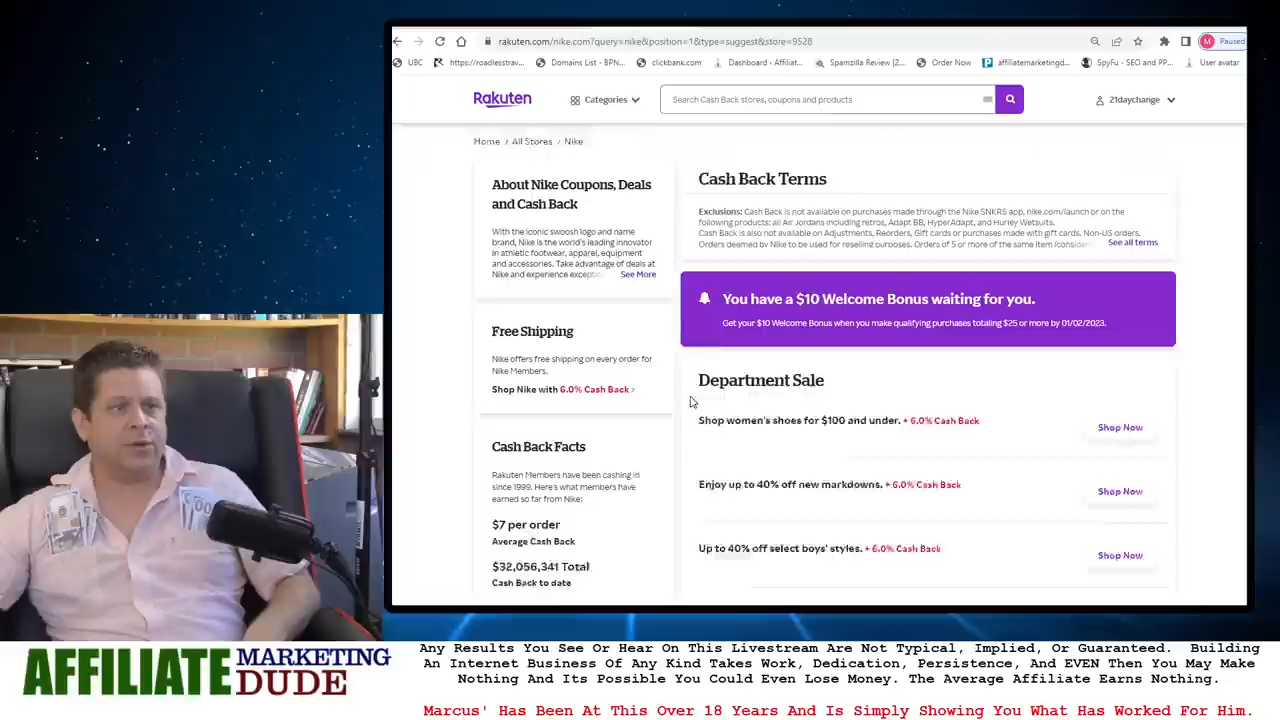 rakuten.com/nike.com?query=nike&position=1&type=suggest&store=9528
Paused
UBC
https://roadlesstrav...
Domains List - BPN...
clickbank.com
Dashboard ‹ Affiliat...
Spamzilla Review [2...
Order Now
affiliatemarketingd...
SpyFu - SEO and PP...
User avatar
Rakuten
Categories
Search Cash Back stores, coupons and products
21daychange
Home / All Stores / Nike
About Nike Coupons, Deals
and Cash Back
With the iconic swoosh logo and name
brand, Nike is the world's leading innovator
in athletic footwear, apparel, equipment
and accessories. Take advantage of deals at
Nike and experience except
See More
Free Shipping
Nike offers free shipping on every order for
Nike Members.
Shop Nike with 6.0% Cash Back ›
Cash Back Facts
Rakuten Members have been cashing in
since 1999. Here's what members have
earned so far from Nike:
$7 per order
Average Cash Back
$32,056,341 Total
Cash Back to date
Cash Back Terms
Exclusions: Cash Back is not available on purchases made through the Nike SNKRS app, nike.com/launch or on the
following products: all Air Jordans including retros, Adapt BB, HyperAdapt, and Hurley Wetsuits.
Cash Back is also not available on Adjustments, Reorders, Gift cards or purchases made with gift cards. Non-US orders,
Orders deemed by Nike to be used for reselling purposes. Orders of 5 or more of the same item
See all terms
You have a $10 Welcome Bonus waiting for you.
Get your $10 Welcome Bonus when you make qualifying purchases totaling $25 or more by 01/02/2023.
Department Sale
Shop women's shoes for $100 and under. + 6.0% Cash Back
Shop Now
Enjoy up to 40% off new markdowns. + 6.0% Cash Back
Shop Now
Up to 40% off select boys' styles. + 6.0% Cash Back
Shop Now
AFFILIATE MARKETING
DUDE
Any Results You See Or Hear On This Livestream Are Not Typical, Implied, Or Guaranteed. Building
An Internet Business Of Any Kind Takes Work, Dedication, Persistence, And EVEN Then You May Make
Nothing And Its Possible You Could Even Lose Money. The Average Affiliate Earns Nothing.
Marcus' Has Been At This Over 18 Years And Is Simply Showing You What Has Worked For Him.